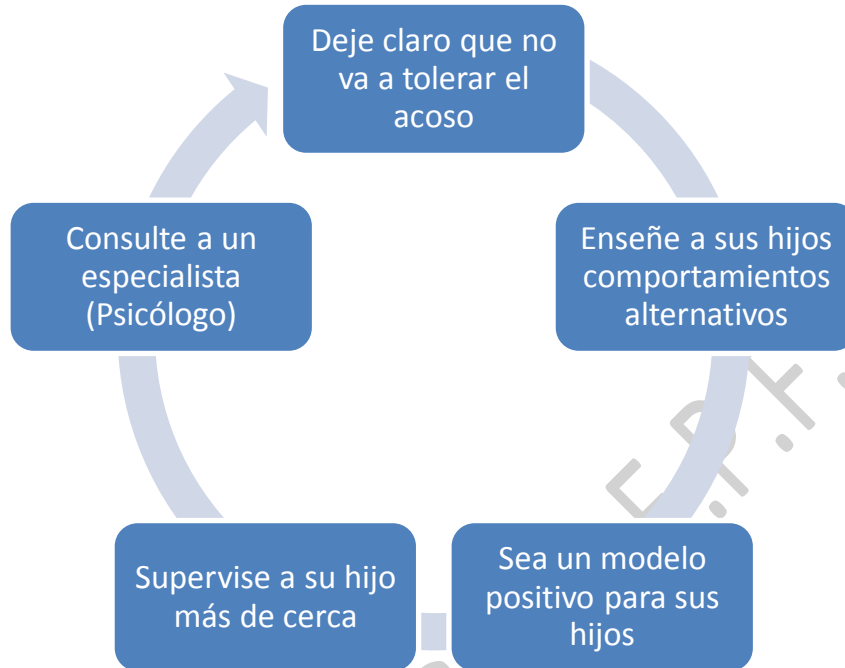 Deje claro que no
va a tolerar el
acoso
Enseñe a sus hijos
comportamientos
alternativos
Sea un modelo
positivo para sus
hijos
Supervise a su hijo
más de cerca
Consulte a un
especialista
(Psicólogo)
E.P.F.